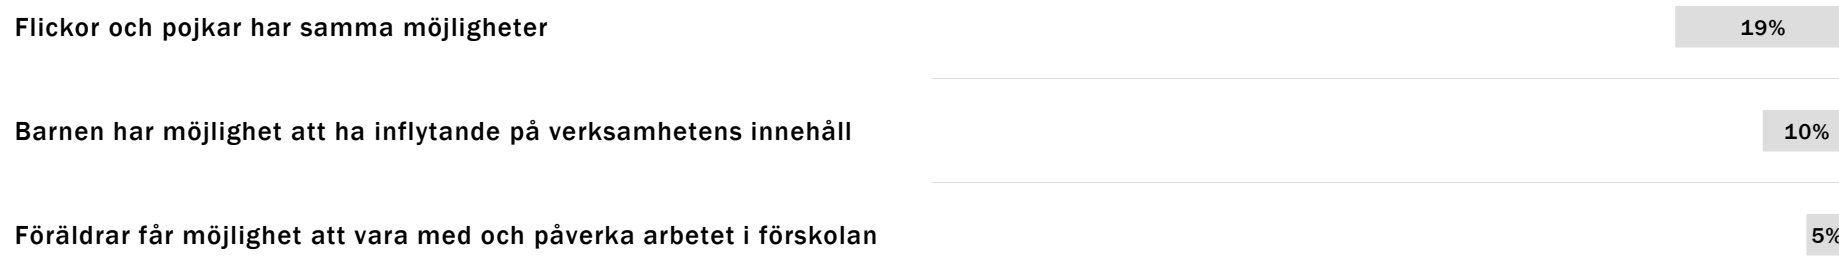 Flickor och pojkar har samma möjligheter 19%
Barnen har möjlighet att ha inflytande på verksamhetens innehåll 10%
Föräldrar får möjlighet att vara med och påverka arbetet i förskolan 5%